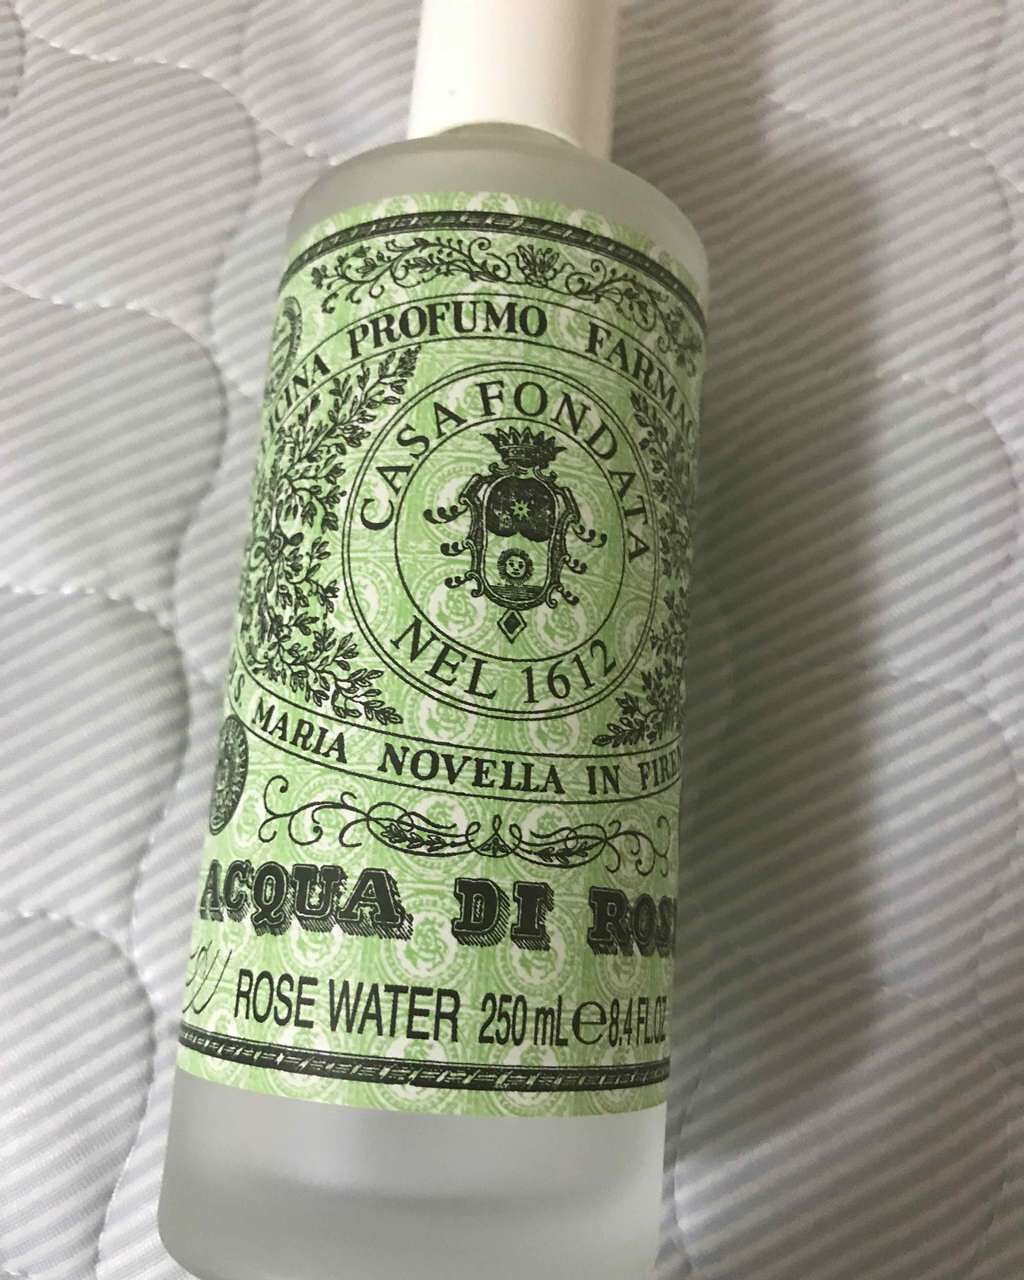 PROFUMO
CASA FONDATA
NEL 1612
S. MARIA NOVELLA IN
ACQUA DI
ROSE WATER 250 mL ℮ 8.4 FL.OZ